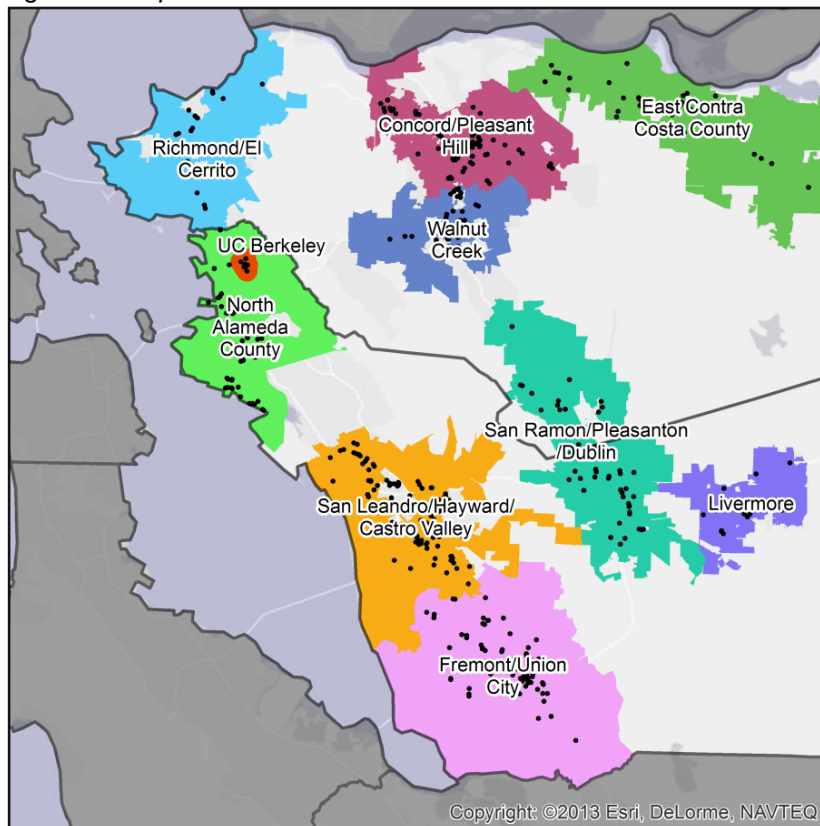 Richmond/El
Cerrito
Concord/Pleasant
Hill
East Contra
Costa County
Walnut
Creek
UC Berkeley
North
Alameda
County
San Ramon/Pleasanton
/Dublin
Livermore
San Leandro/Hayward/
Castro Valley
Fremont/Union
City
Copyright: ©2013 Esri, DeLorme, NAVTEQ